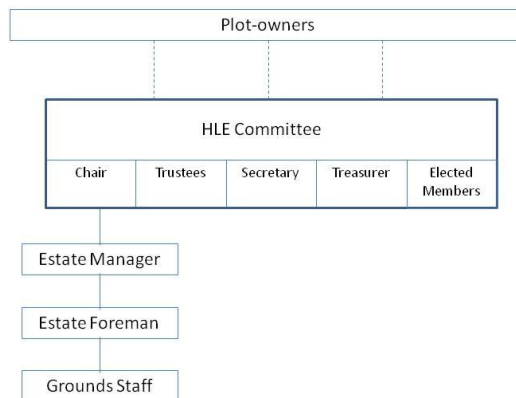 Plot-owners
HLE Committee
Chair Trustees Secretary Treasurer Elected
Members
Estate Manager
Estate Foreman
Grounds Staff